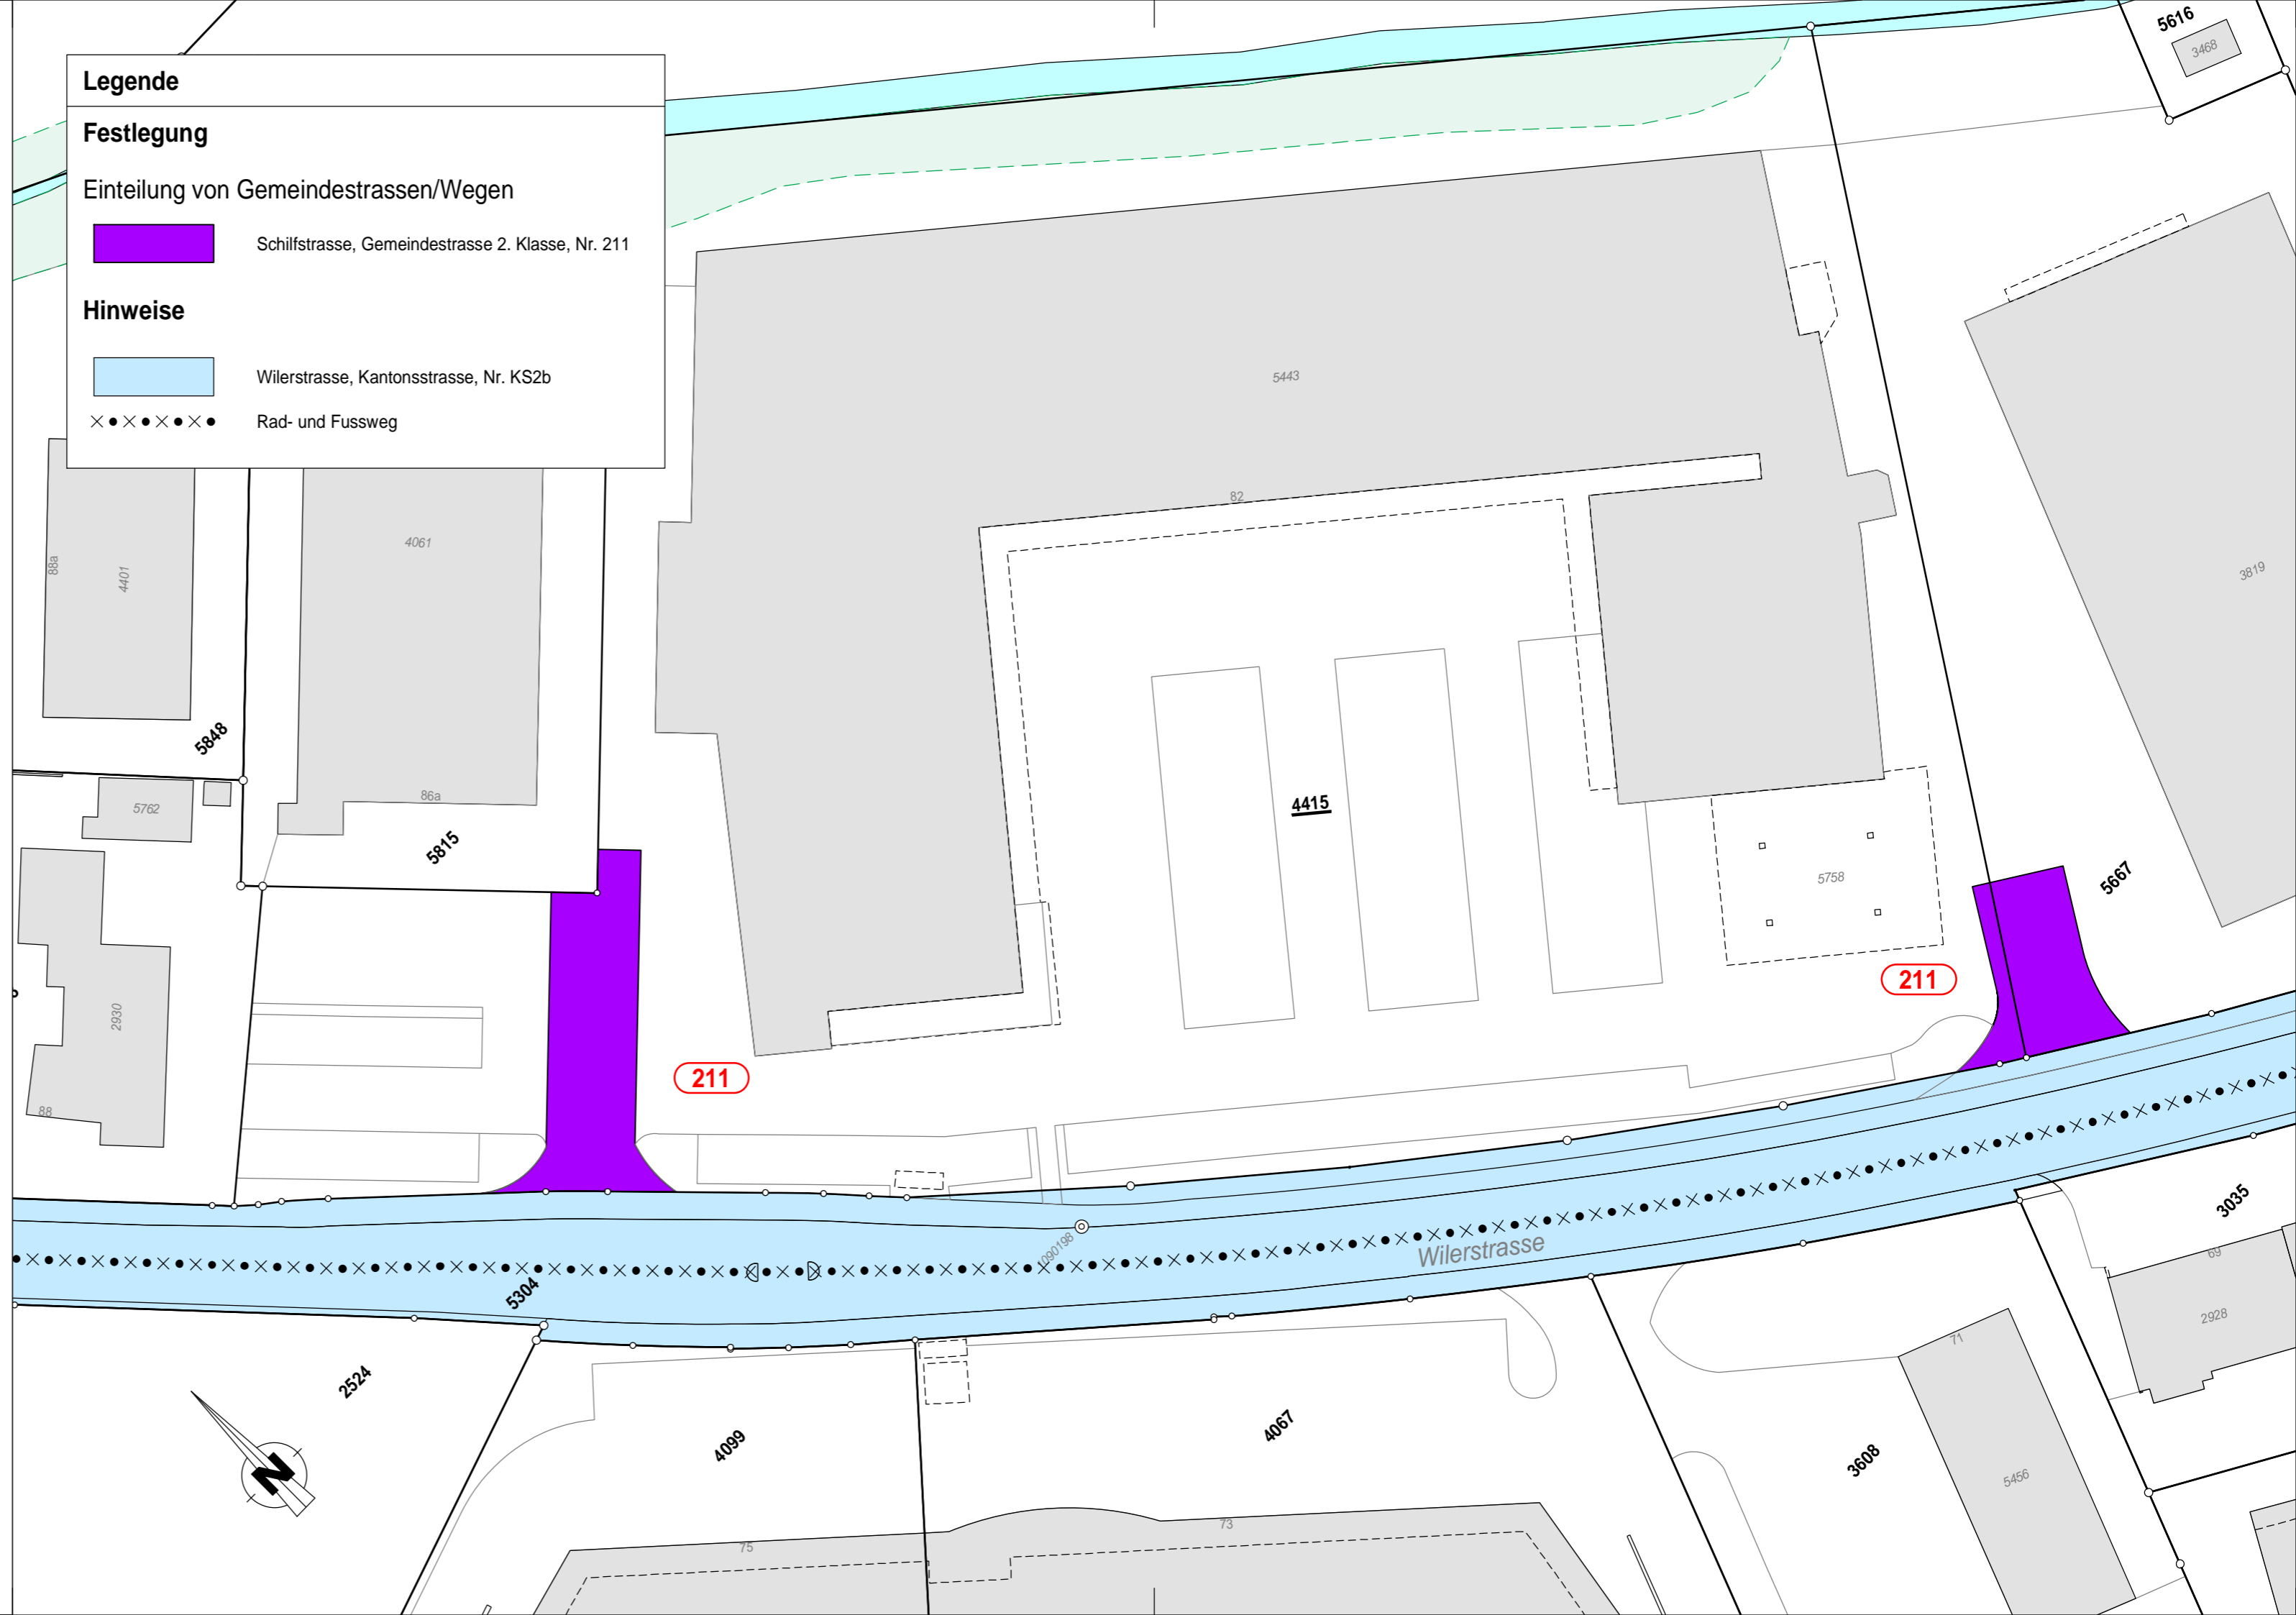 Legende
Festlegung
Einteilung von Gemeindestrassen/Wegen
Schilfstrasse, Gemeindestrasse 2. Klasse, Nr. 211
Hinweise
Wilerstrasse, Kantonsstrasse, Nr. KS2b
Rad- und Fussweg
5616
3468
5443
82
3819
88a
4401
4061
5848
5762
86a
5815
4415
5758
5667
2930
88
211
211
1090198
Wilerstrasse
5304
3035
69
2928
71
2524
4099
4067
3608
5456
N
75
73